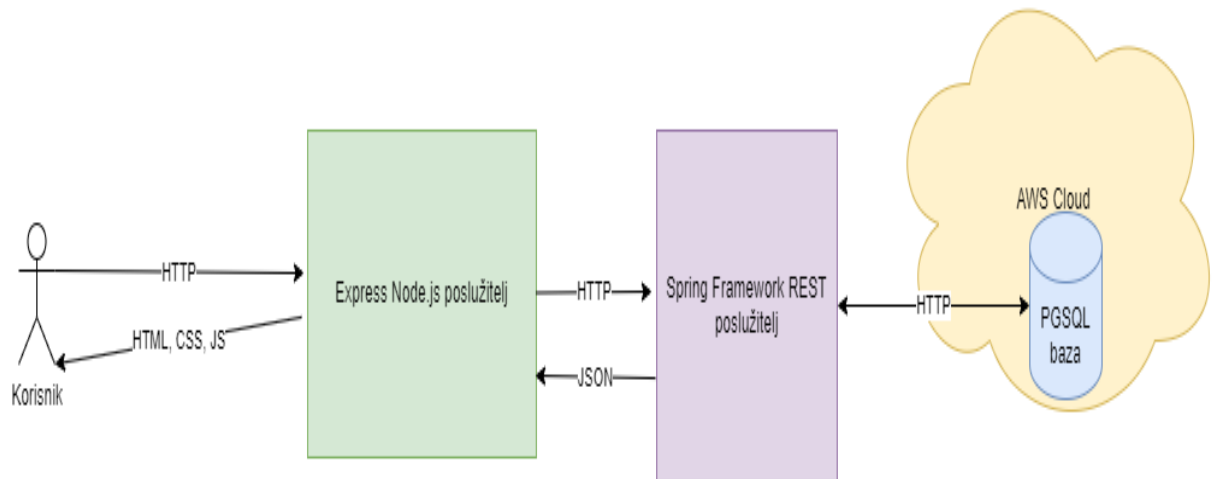 AWS Cloud
HTTP
Express Node.js poslužitelj
HTTP
Spring Framework REST
poslužitelj
HTTP
PGSQL
baza
HTML, CSS, JS
JSON
Korisnik